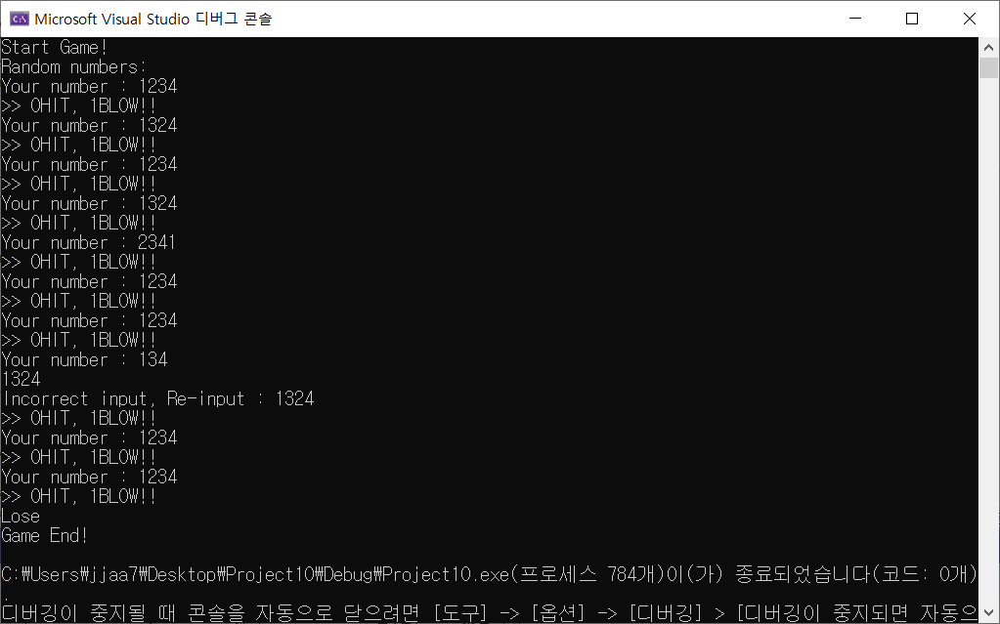 Microsoft Visual Studio 디버그 콘솔
Start Game!
Random numbers:
Your number : 1234
>> 0HIT, 1BLOW!!
Your number : 1324
>> 0HIT, 1BLOW!!
Your number : 1234
>> 0HIT, 1BLOW!!
Your number : 1324
>> 0HIT, 1BLOW!!
Your number : 2341
>> 0HIT, 1BLOW!!
Your number : 1234
>> 0HIT, 1BLOW!!
Your number : 1234
>> 0HIT, 1BLOW!!
Your number : 134
1324
Incorrect input, Re-input : 1324
>> 0HIT, 1BLOW!!
Your number : 1234
>> 0HIT, 1BLOW!!
Your number : 1234
>> 0HIT, 1BLOW!!
Lose
Game End!
C:₩Users₩jjaa7₩Desktop₩Project10₩Debug₩Project10.exe(프로세스 784개)이(가) 종료되었습니다(코드: 0개)
.
디버깅이 중지될 때 콘솔을 자동으로 닫으려면 [도구] -> [옵션] -> [디버깅] > [디버깅이 중지되면 자동으